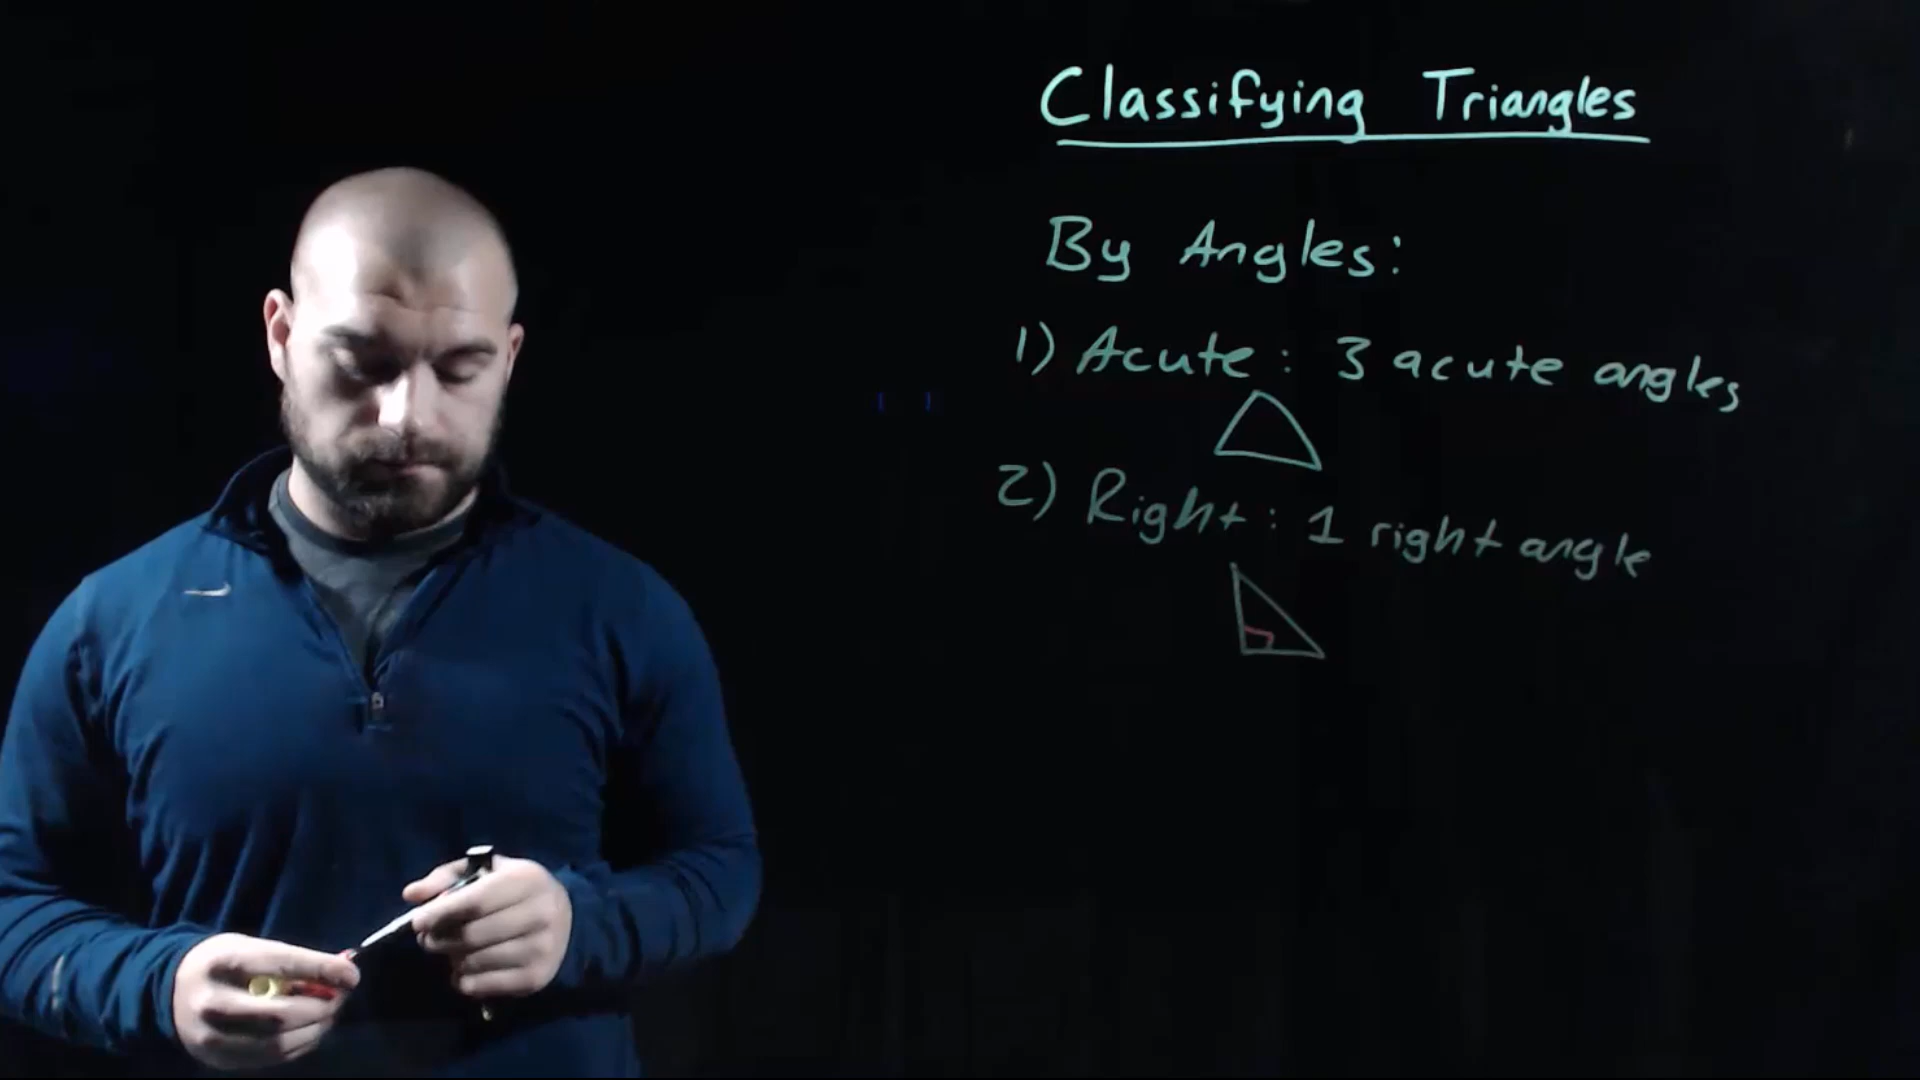 Classifying Triangles
By Angles:
1) Acute: 3 acute angles
2) Right: 1 right angle